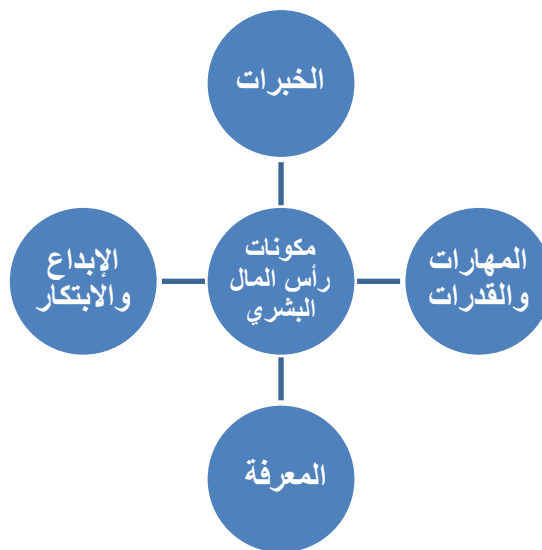 الخبرات
مكونات
رأس المال
البشري
المهارات
والقدرات
الإبداع
والابتكار
المعرفة